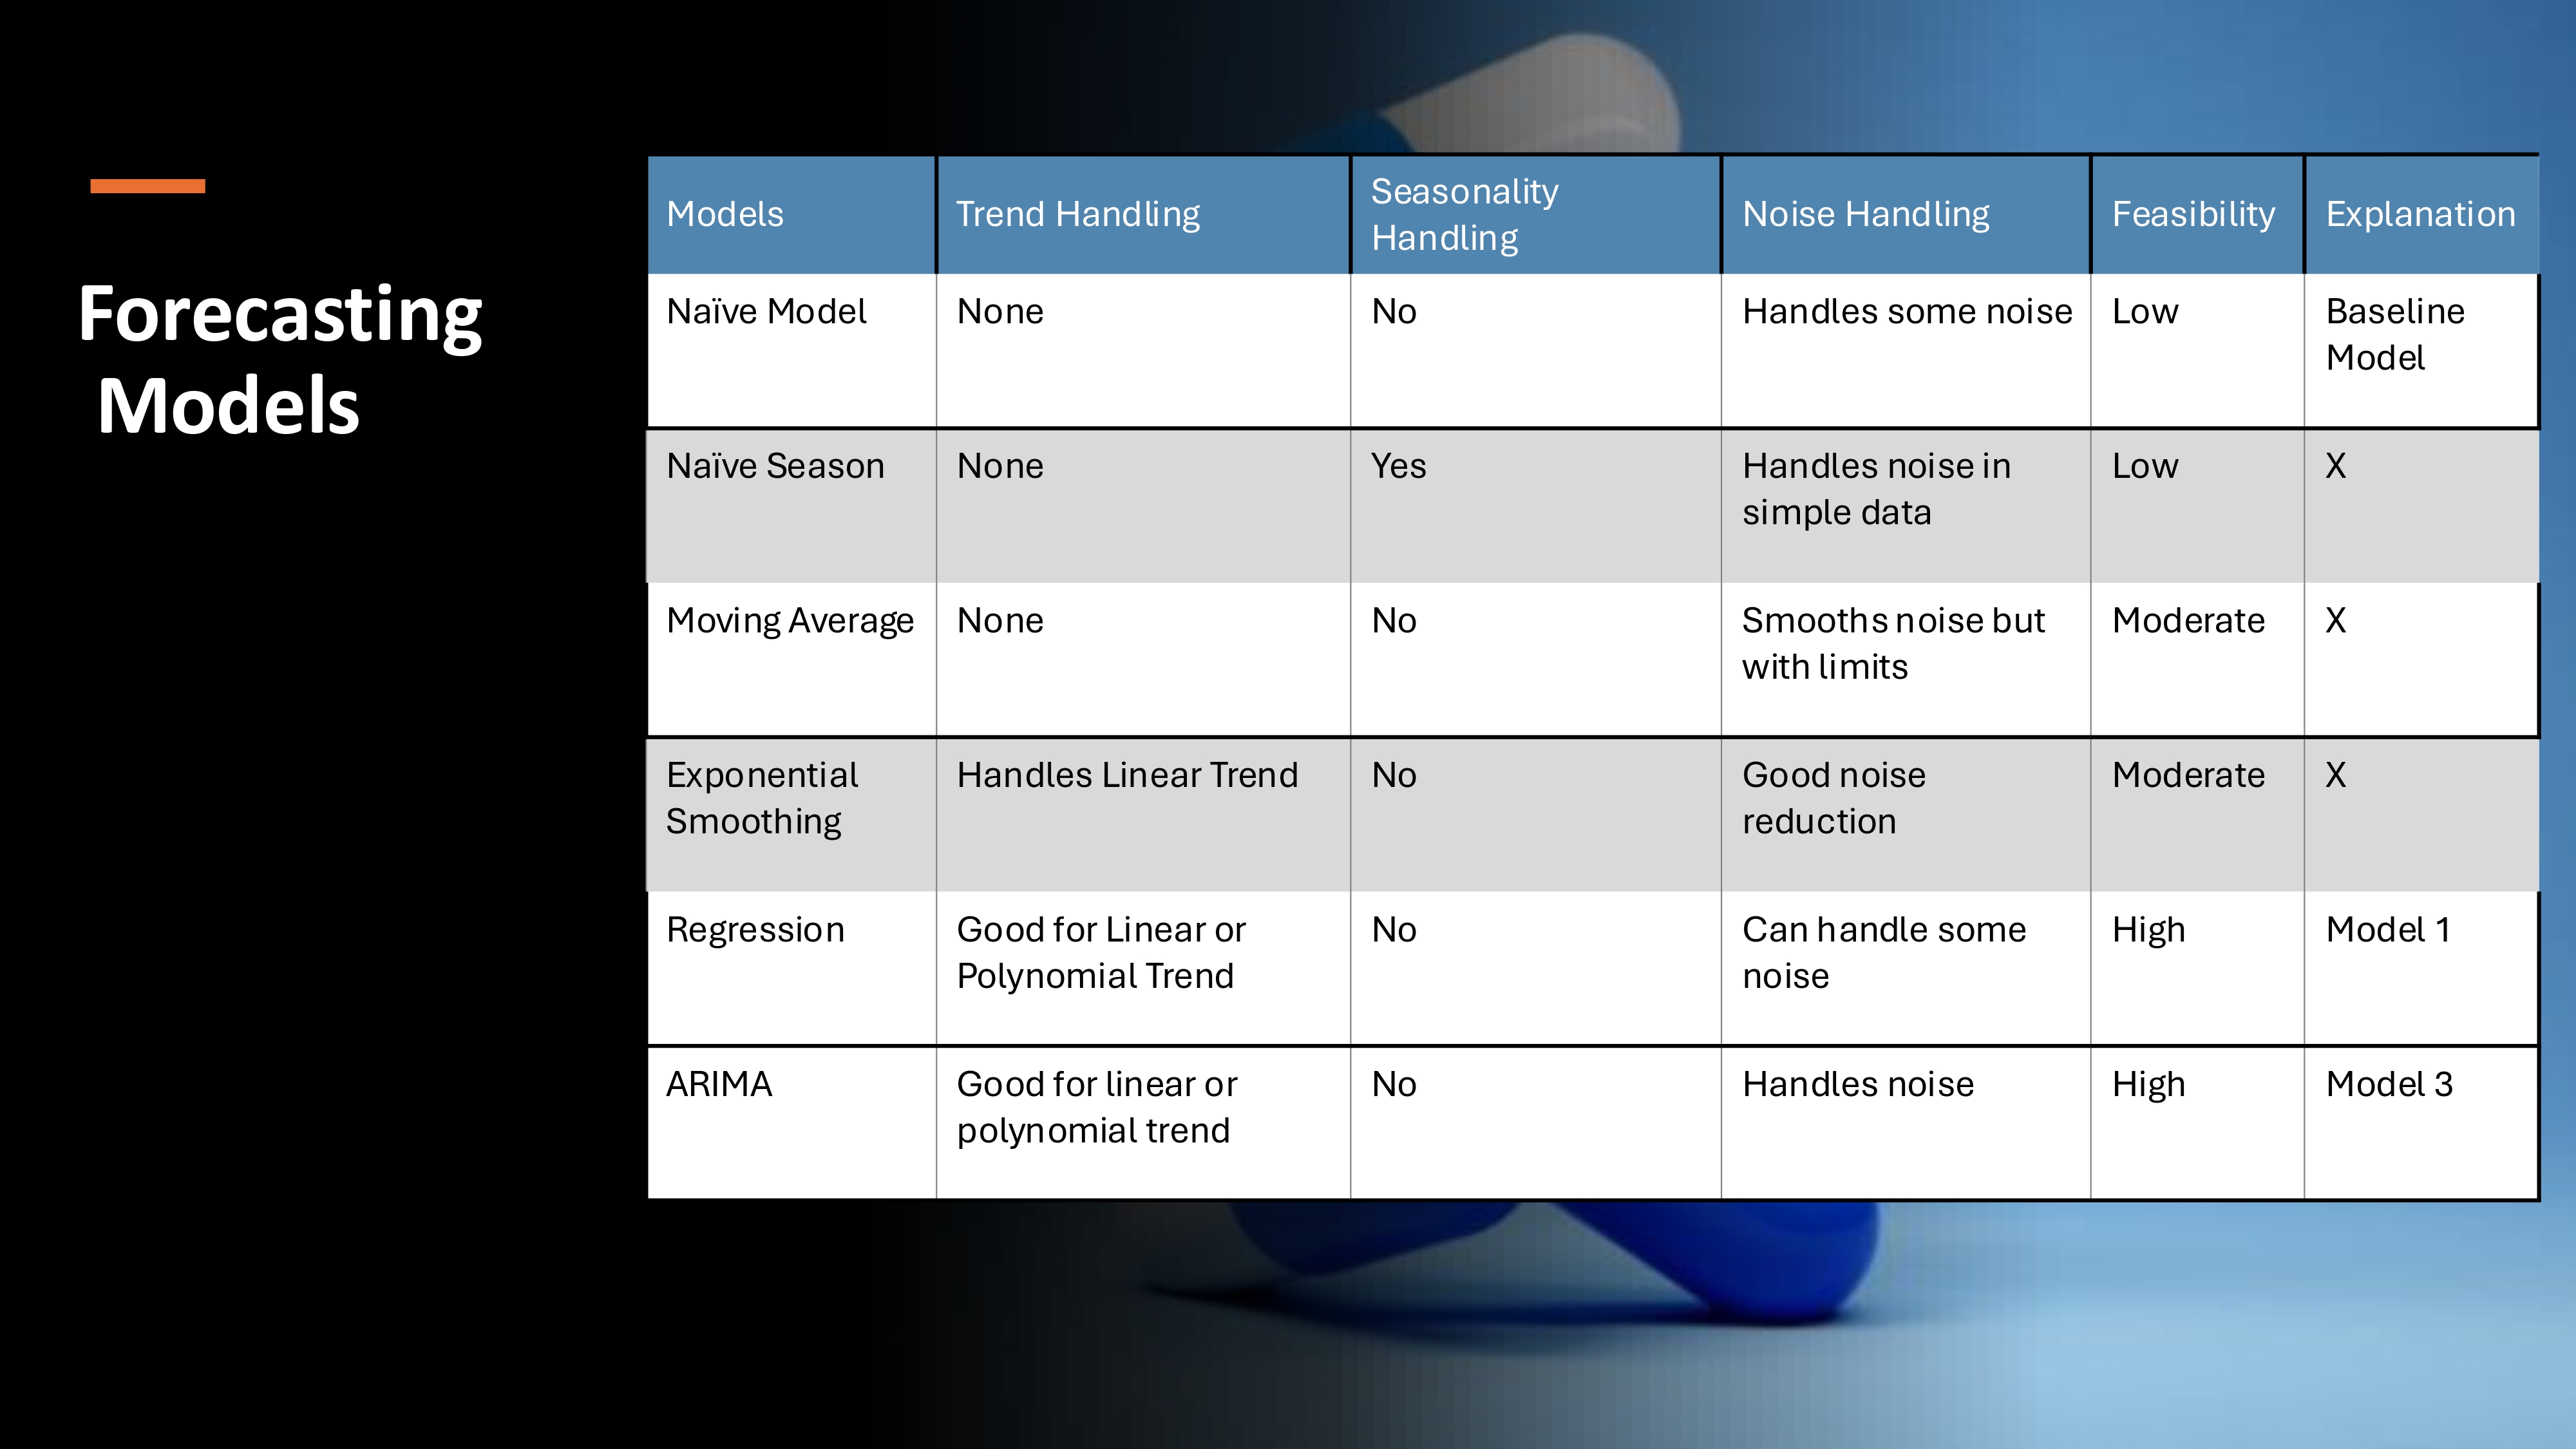 Forecasting
Models
Models
Trend Handling
Seasonality
Handling
Noise Handling
Feasibility
Explanation
Naïve Model
None
No
Handles some noise
Low
Baseline
Model
Naïve Season
None
Yes
Handles noise in
simple data
Low
X
Moving Average
None
No
Smooths noise but
with limits
Moderate
X
Exponential
Smoothing
Handles Linear Trend
No
Good noise
reduction
Moderate
X
Regression
Good for Linear or
Polynomial Trend
No
Can handle some
noise
High
Model 1
ARIMA
Good for linear or
polynomial trend
No
Handles noise
High
Model 3